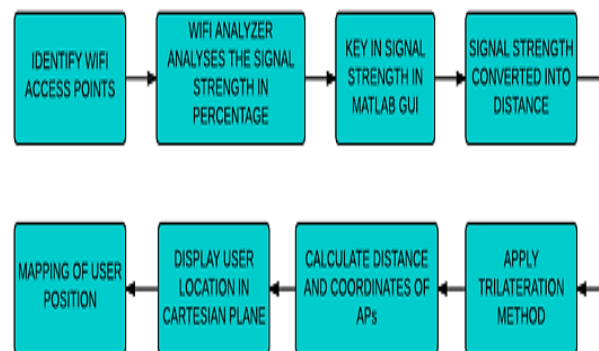 IDENTIFY WIFI
ACCESS POINTS
WIFI ANALYZER
ANALYSES THE SIGNAL
STRENGTH IN
PERCENTAGE
KEY IN SIGNAL
STRENGTH IN
MATLAB GUI
SIGNAL STRENGTH
CONVERTED INTO
DISTANCE
MAPPING OF USER
POSITION
DISPLAY USER
LOCATION IN
CARTESIAN PLANE
CALCULATE DISTANCE
AND COORDINATES OF
APs
APPLY
TRILATERATION
METHOD